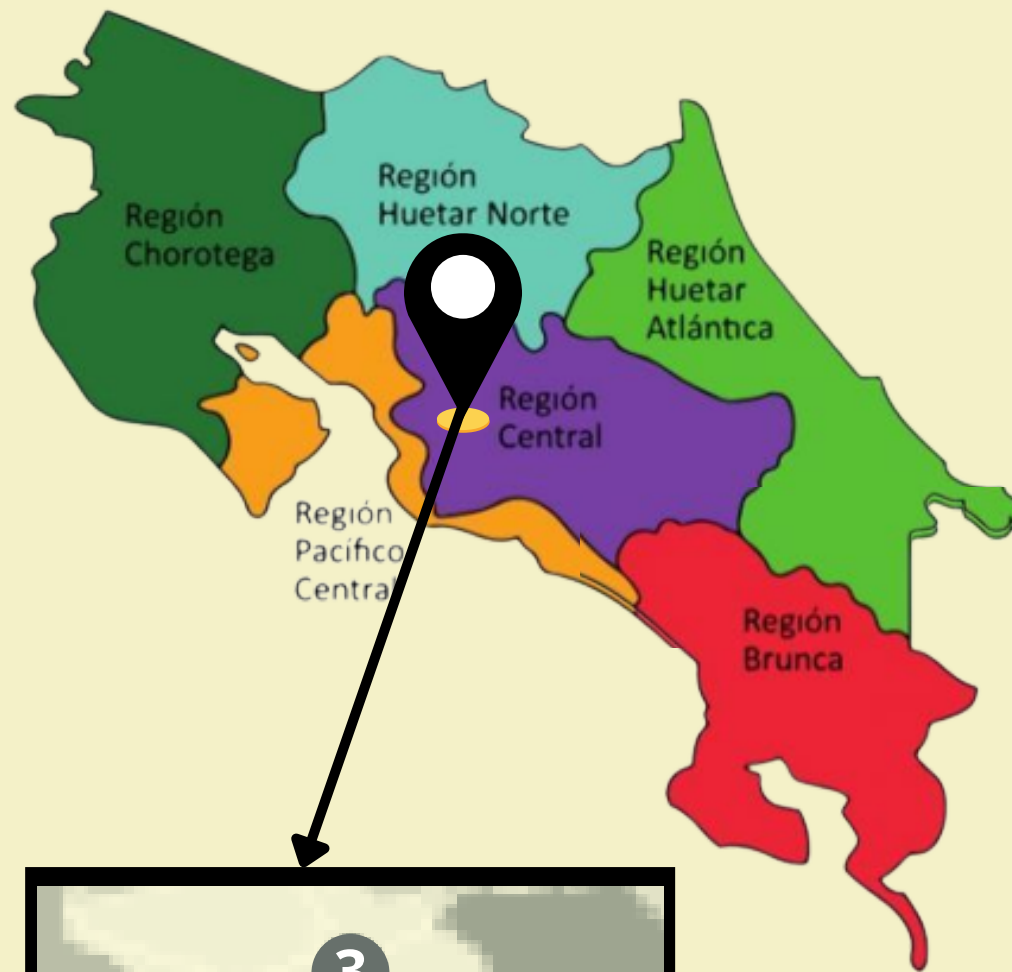 Región
Huetar Norte
Región
Chorotega
Región
Huetar
Atlántica
Región
Central
Región
Pacífico
Central
Región
Brunca
3